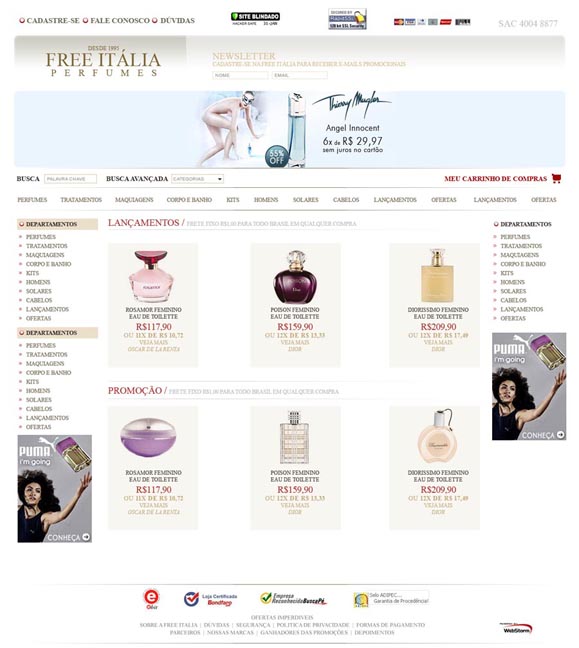 CADASTRE-SE FALE CONOSCO DÚVIDAS
SITE BLINDADO
SAC 4004 8877
DESDE 1995
FREE ITÁLIA
PERFUMES
NEWSLETTER
CADASTRE-SE NA FREE ITALIA PARA RECEBER E-MAILS PROMOCIONAIS
NOME EMAIL
Thierry Mugler
Angel Innocent
6x de R$ 29,97
sem juros no cartão
55% OFF
BUSCA PALAVRA CHAVE BUSCA AVANÇADA CATEGORIAS MEU CARRINHO DE COMPRAS
PERFUMES TRATAMENTOS MAQUIAGENS CORPO E BANHO KITS HOMENS SOLARES CABELOS LANÇAMENTOS OFERTAS LANÇAMENTOS OFERTAS
DEPARTAMENTOS
PERFUMES
TRATAMENTOS
MAQUIAGENS
CORPO E BANHO
KITS
HOMENS
SOLARES
CABELOS
LANÇAMENTOS
OFERTAS
DEPARTAMENTOS
PERFUMES
TRATAMENTOS
MAQUIAGENS
CORPO E BANHO
KITS
HOMENS
SOLARES
CABELOS
LANÇAMENTOS
OFERTAS
PUMA
i'm going
CONHEÇA
LANÇAMENTOS / FRETE FIXO R$1,00 PARA TODO BRASIL EM QUALQUER COMPRA
ROSAMOR FEMININO
EAU DE TOILETTE
R$117,90
OU 11X DE R$ 10,72
VEJA MAIS
OSCAR DE LA RENTA
POISON FEMININO
EAU DE TOILETTE
R$159,90
OU 12X DE R$ 13,33
VEJA MAIS
DIOR
DIORISSIMO FEMININO
EAU DE TOILETTE
R$209,90
OU 12X DE R$ 17,49
VEJA MAIS
DIOR
PROMOÇÃO / FRETE FIXO R$1,00 PARA TODO BRASIL EM QUALQUER COMPRA
ROSAMOR FEMININO
EAU DE TOILETTE
R$117,90
OU 11X DE R$ 10,72
VEJA MAIS
OSCAR DE LA RENTA
POISON FEMININO
EAU DE TOILETTE
R$159,90
OU 12X DE R$ 13,33
VEJA MAIS
DIOR
DIORISSIMO FEMININO
EAU DE TOILETTE
R$209,90
OU 12X DE R$ 17,49
VEJA MAIS
DIOR
DEPARTAMENTOS
PERFUMES
TRATAMENTOS
MAQUIAGENS
CORPO E BANHO
KITS
HOMENS
SOLARES
CABELOS
LANÇAMENTOS
OFERTAS
PUMA
i'm going
CONHEÇA
Loja Certificada
Bondfaro
Empresa
Reconhecida BuscaPé
Garantia de Procedência!
OFERTAS IMPERDIVEIS
SOBRE A FREE ITALIA | DUVIDAS | SEGURANÇA | POLITICA DE PRIVACIDADE | FORMAS DE PAGAMENTO
PARCEIROS | NOSSAS MARCAS | GANHADORES DAS PROMOÇÕES | DEPOIMENTOS
WebStorm